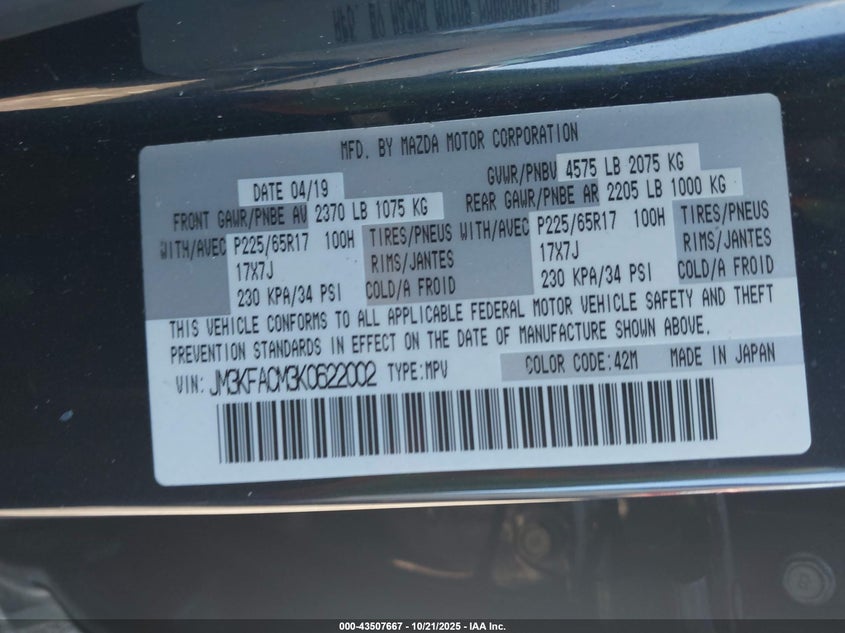 MFD. BY MAZDA MOTOR CORPORATION
DATE 04/19 GVWR/PNBV 4575 LB 2075 KG
FRONT GAWR/PNBE AV 2370 LB 1075 KG REAR GAWR/PNBE AR 2205 LB 1000 KG
WITH/AVEC P225/65R17 100H TIRES/PNEUS WITH/AVEC P225/65R17 100H TIRES/PNEUS
17X7J RIMS/JANTES 17X7J RIMS/JANTES
230 KPA/34 PSI COLD/A FROID 230 KPA/34 PSI COLD/A FROID
THIS VEHICLE CONFORMS TO ALL APPLICABLE FEDERAL MOTOR VEHICLE SAFETY AND THEFT
PREVENTION STANDARDS IN EFFECT ON THE DATE OF MANUFACTURE SHOWN ABOVE.
COLOR CODE:42M MADE IN JAPAN
VIN: JM3KFACM3K0622002 TYPE:MPV
000-43507667 - 10/21/2025 - IAA Inc.